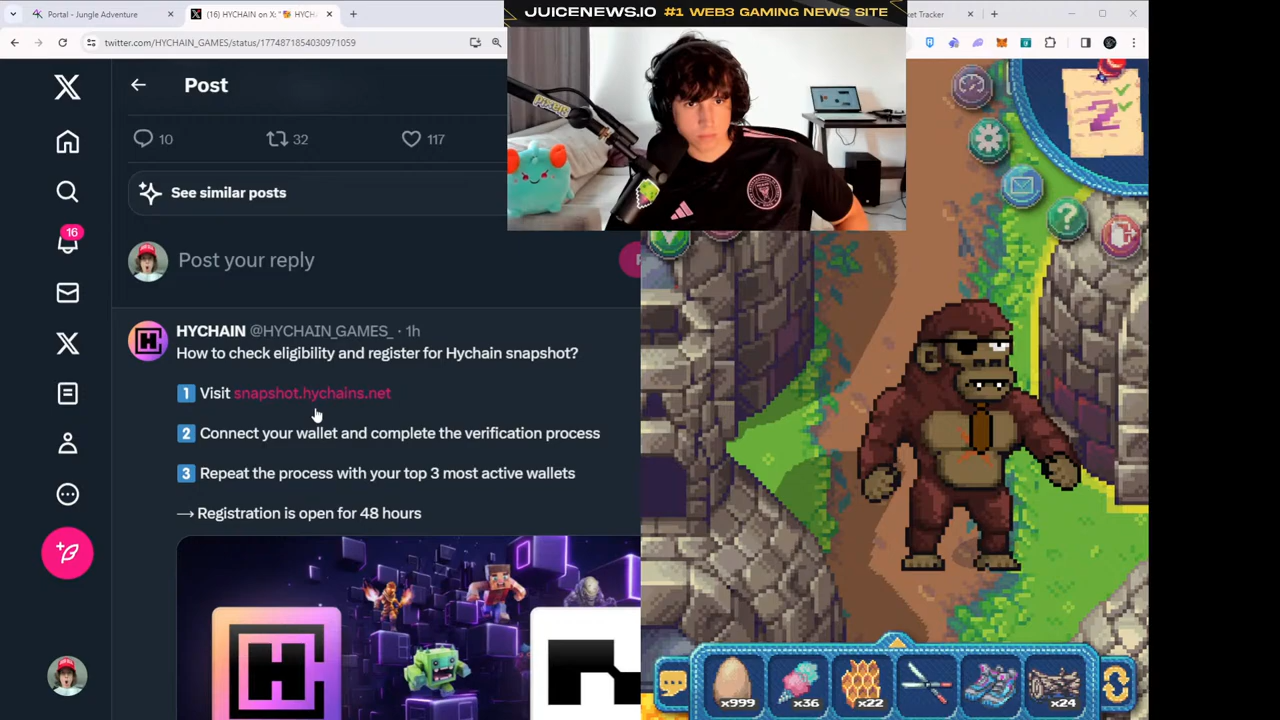 Portal - Jungle Adventure
(16) HYCHAIN on X: "
JUICENEWS.IO #1 WEB3 GAMING NEWS SITE
ket Tracker
twitter.com/HYCHAIN_GAMES/status/1774871854030971059
Post
10
32
117
See similar posts
16
Post your reply
HYCHAIN @HYCHAIN_GAMES_ · 1h
How to check eligibility and register for Hychain snapshot?
1 Visit snapshot.hychains.net
2 Connect your wallet and complete the verification process
3 Repeat the process with your top 3 most active wallets
→ Registration is open for 48 hours
2
?
x999
x36
x22
x24